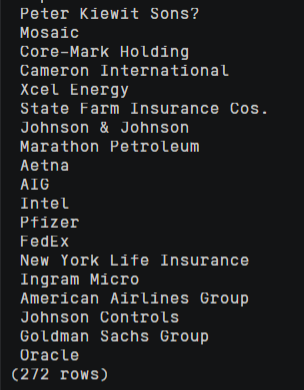 Peter Kiewit Sons?
Mosaic
Core-Mark Holding
Cameron International
Xcel Energy
State Farm Insurance Cos.
Johnson & Johnson
Marathon Petroleum
Aetna
AIG
Intel
Pfizer
FedEx
New York Life Insurance
Ingram Micro
American Airlines Group
Johnson Controls
Goldman Sachs Group
Oracle
(272 rows)